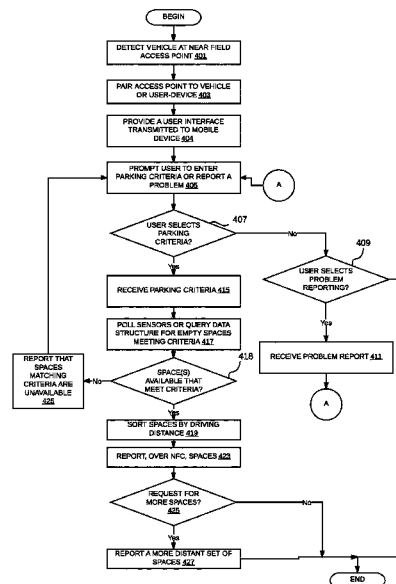 BEGIN
DETECT VEHICLE AT NEAR FIELD
ACCESS POINT 401
PAIR ACCESS POINT TO VEHICLE
OR USER-DEVICE 403
PROVIDE A USER INTERFACE
TRANSMITTED TO MOBILE
DEVICE 404
PROMPT USER TO ENTER
PARKING CRITERIA OR REPORT A
PROBLEM 405
A
407
USER SELECTS
PARKING
CRITERIA?
No
409
USER SELECTS
PROBLEM
REPORTING?
Yes
Yes
RECEIVE PARKING CRITERIA 415
RECEIVE PROBLEM REPORT 411
A
POLL SENSORS OR QUERY DATA
STRUCTURE FOR EMPTY SPACES
MEETING CRITERIA 417
418
SPACE(S)
AVAILABLE THAT
MEET CRITERIA?
No
REPORT THAT
SPACES
MATCHING
CRITERIA ARE
UNAVAILABLE
Yes
SORT SPACES BY DRIVING
DISTANCE 419
REPORT, OVER NFC, SPACES 423
REQUEST FOR
MORE SPACES?
425
No
Yes
REPORT A MORE DISTANT SET OF
SPACES 427
END